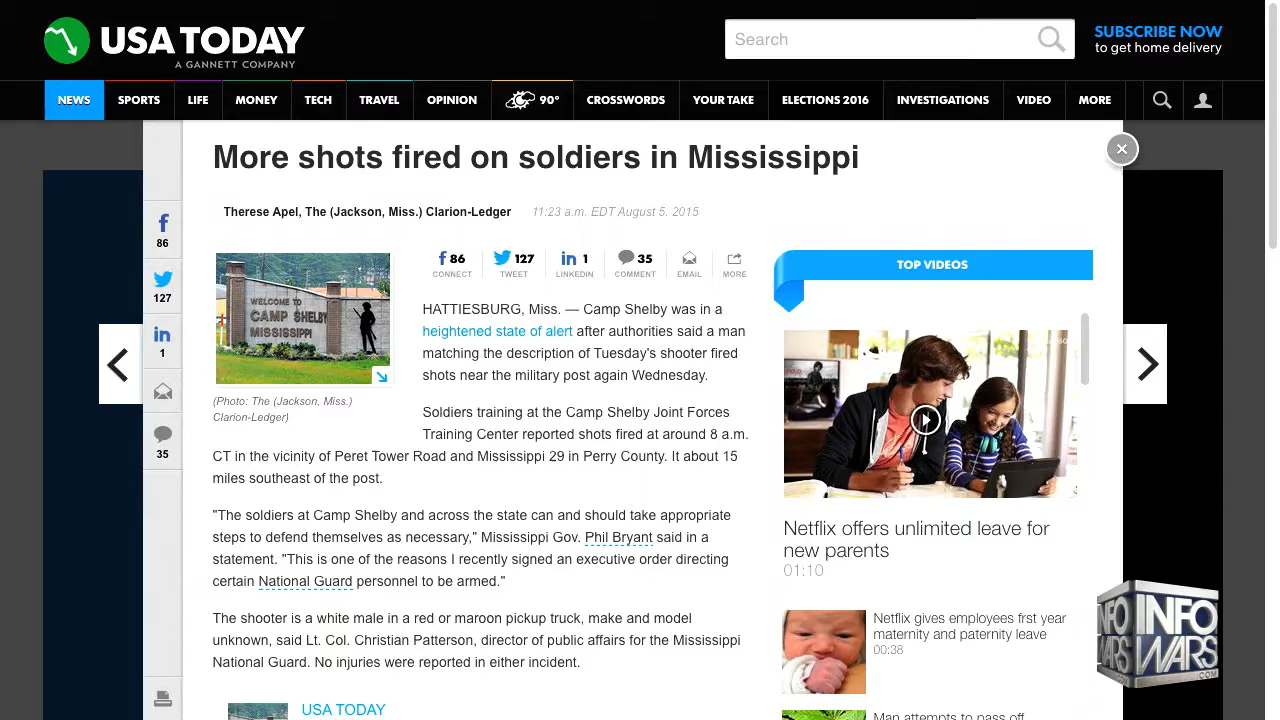 USA TODAY
A GANNETT COMPANY
Search
SUBSCRIBE NOW
to get home delivery
NEWS SPORTS LIFE MONEY TECH TRAVEL OPINION 90° CROSSWORDS YOUR TAKE ELECTIONS 2016 INVESTIGATIONS VIDEO MORE
More shots fired on soldiers in Mississippi
Therese Apel, The (Jackson, Miss.) Clarion-Ledger 11:23 a.m. EDT August 5, 2015
86
127
1
35
WELCOME TO
CAMP SHELBY
MISSISSIPPI
(Photo: The (Jackson, Miss.)
Clarion-Ledger)
86 127 1 35
CONNECT TWEET LINKEDIN COMMENT EMAIL MORE
HATTIESBURG, Miss. — Camp Shelby was in a
heightened state of alert after authorities said a man
matching the description of Tuesday's shooter fired
shots near the military post again Wednesday.
Soldiers training at the Camp Shelby Joint Forces
Training Center reported shots fired at around 8 a.m.
CT in the vicinity of Peret Tower Road and Mississippi 29 in Perry County. It about 15
miles southeast of the post.
"The soldiers at Camp Shelby and across the state can and should take appropriate
steps to defend themselves as necessary," Mississippi Gov. Phil Bryant said in a
statement. "This is one of the reasons I recently signed an executive order directing
certain National Guard personnel to be armed."
The shooter is a white male in a red or maroon pickup truck, make and model
unknown, said Lt. Col. Christian Patterson, director of public affairs for the Mississippi
National Guard. No injuries were reported in either incident.
USA TODAY
TOP VIDEOS
Netflix offers unlimited leave for
new parents
01:10
Netflix gives employees frst year
maternity and paternity leave
00:38
Man attempts to pass off
INFO
WARS
.COM